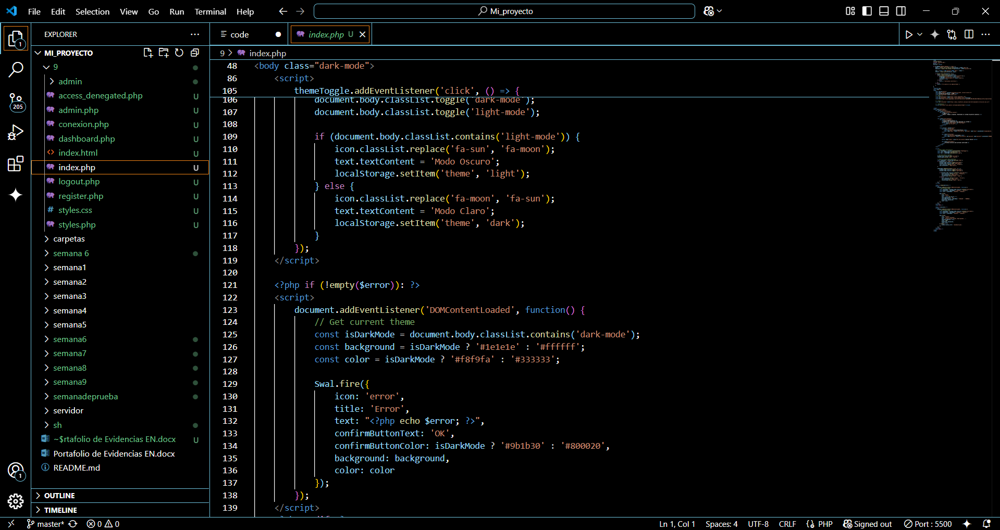 File Edit Selection View Go Run Terminal Help
Mi_proyecto
EXPLORER
MI_PROYECTO
9
admin
access_denegated.php U
admin.php U
conexion.php U
dashboard.php U
index.html U
index.php U
logout.php U
register.php U
styles.css U
styles.php U
carpetas
semana 6
semana1
semana2
semana3
semana4
semana5
semana6
semana7
semana8
semana9
semanadeprueba
servidor
sh
~$rtafolio de Evidencias EN.docx U
Portafolio de Evidencias EN.docx
README.md
OUTLINE
TIMELINE
1
205
1
code
index.php U
9 > index.php
48 <body class="dark-mode">
86 <script>
105 themeToggle.addEventListener('click', () => {
106 document.body.classList.toggle('dark-mode');
107 document.body.classList.toggle('light-mode');
108
109 if (document.body.classList.contains('light-mode')) {
110 icon.classList.replace('fa-sun', 'fa-moon');
111 text.textContent = 'Modo Oscuro';
112 localStorage.setItem('theme', 'light');
113 } else {
114 icon.classList.replace('fa-moon', 'fa-sun');
115 text.textContent = 'Modo Claro';
116 localStorage.setItem('theme', 'dark');
117 }
118 });
119 </script>
120
121 <?php if (!empty($error)): ?>
122 <script>
123 document.addEventListener('DOMContentLoaded', function() {
124 // Get current theme
125 const isDarkMode = document.body.classList.contains('dark-mode');
126 const background = isDarkMode ? '#1e1e1e' : '#ffffff';
127 const color = isDarkMode ? '#f8f9fa' : '#333333';
128
129 Swal.fire({
130 icon: 'error',
131 title: 'Error',
132 text: "<?php echo $error; ?>",
133 confirmButtonText: 'OK',
134 confirmButtonColor: isDarkMode ? '#9b1b30' : '#800020',
135 background: background,
136 color: color
137 });
138 });
139 </script>
master* 0 0
Ln 1, Col 1 Spaces: 4 UTF-8 CRLF {} PHP Signed out Port : 5500